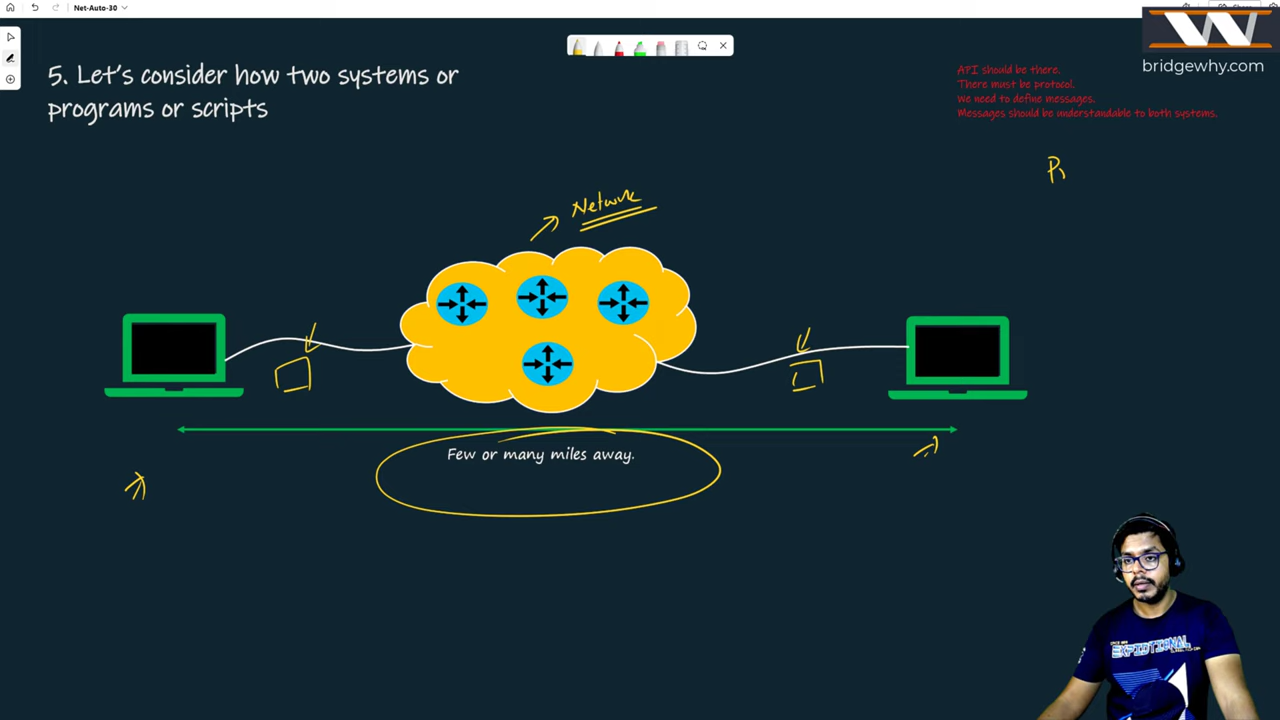 Net-Auto-30
Share
bridgewhy.com
5. Let's consider how two systems or
programs or scripts
API should be there.
There must be protocol.
We need to define messages.
Messages should be understandable to both systems.
Network
Few or many miles away.
EXPIDTIONAL